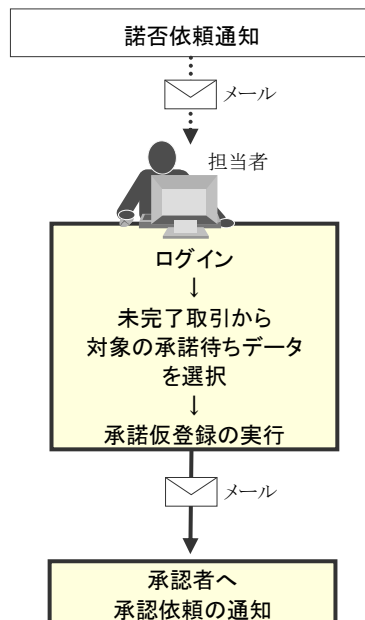 諾否依頼通知
メール
担当者
ログイン
↓
未完了取引から
対象の承諾待ちデータ
を選択
↓
承諾仮登録の実行
メール
承認者へ
承認依頼の通知